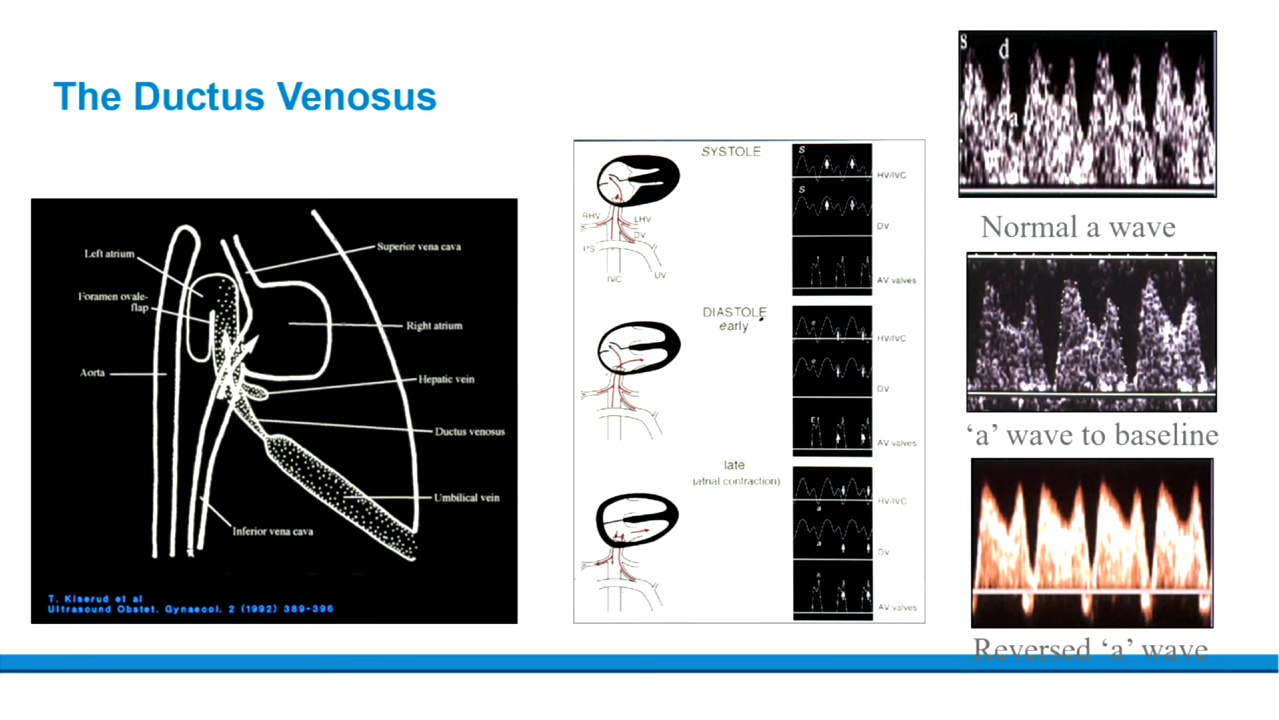 The Ductus Venosus
Left atrium
Foramen ovale-
flap
Aorta
Superior vena cava
Right atrium
Hepatic vein
Ductus venosus
Umbilical vein
Inferior vena cava
T. Kiserud et al
Ultrasound Obstet. Gynaecol. 2 (1992) 389-396
SYSTOLE
RHV
LHV
DV
PS
IVC
UV
S
HV/IVC
S
DV
AV valves
DIASTOLE
early
e
HV/IVC
e
DV
E
AV valves
late
(atrial contraction)
HV/IVC
a
DV
a
A
AV valves
S
d
a
Normal a wave
‘a’ wave to baseline
Reversed ‘a’ wave